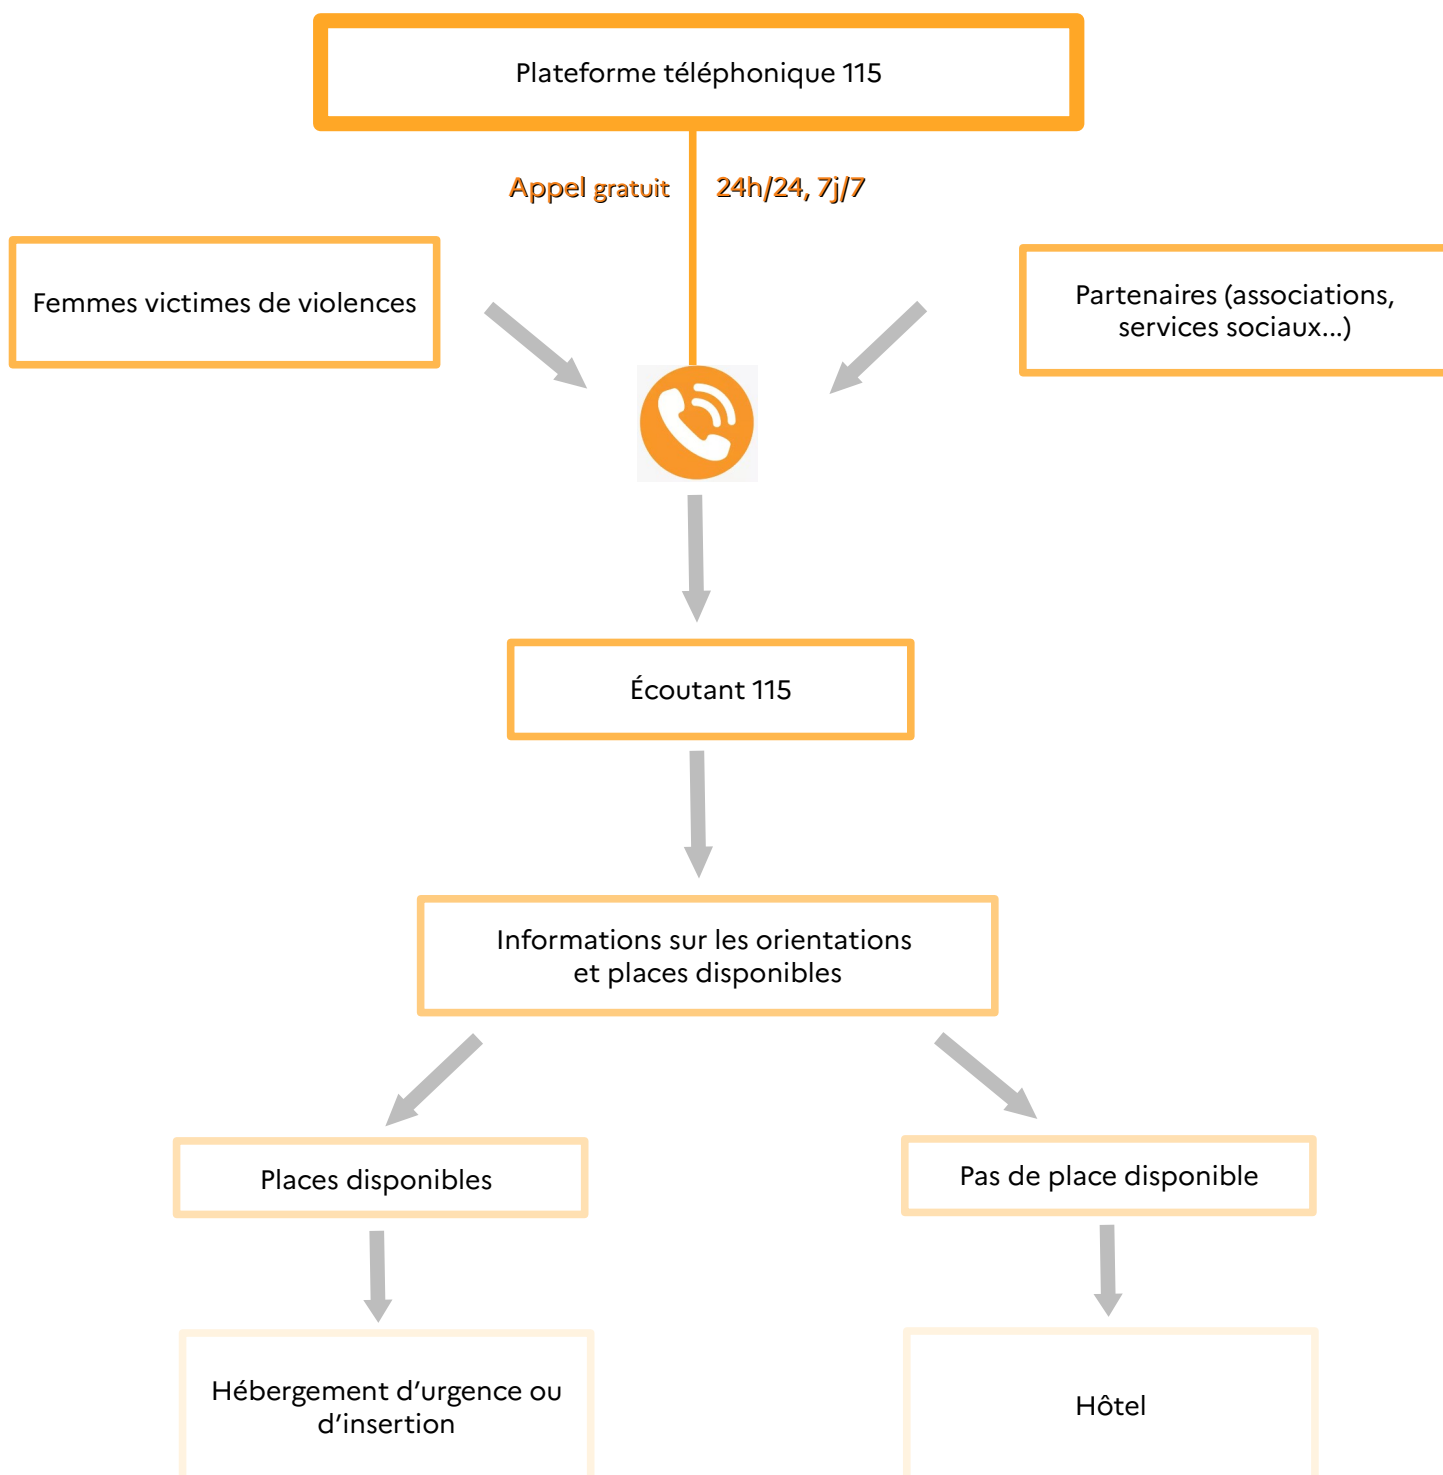 Plateforme téléphonique 115
Appel gratuit 24h/24, 7j/7
Femmes victimes de violences
Partenaires (associations,
services sociaux...)
Écoutant 115
Informations sur les orientations
et places disponibles
Places disponibles
Pas de place disponible
Hébergement d’urgence ou
d’insertion
Hôtel